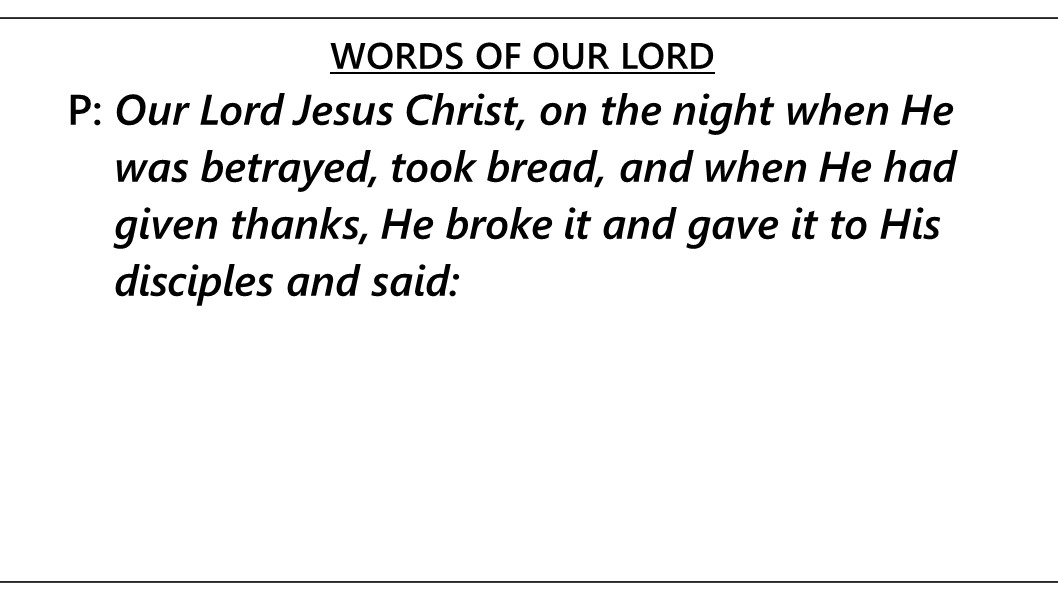 WORDS OF OUR LORD
P: Our Lord Jesus Christ, on the night when He
was betrayed, took bread, and when He had
given thanks, He broke it and gave it to His
disciples and said: